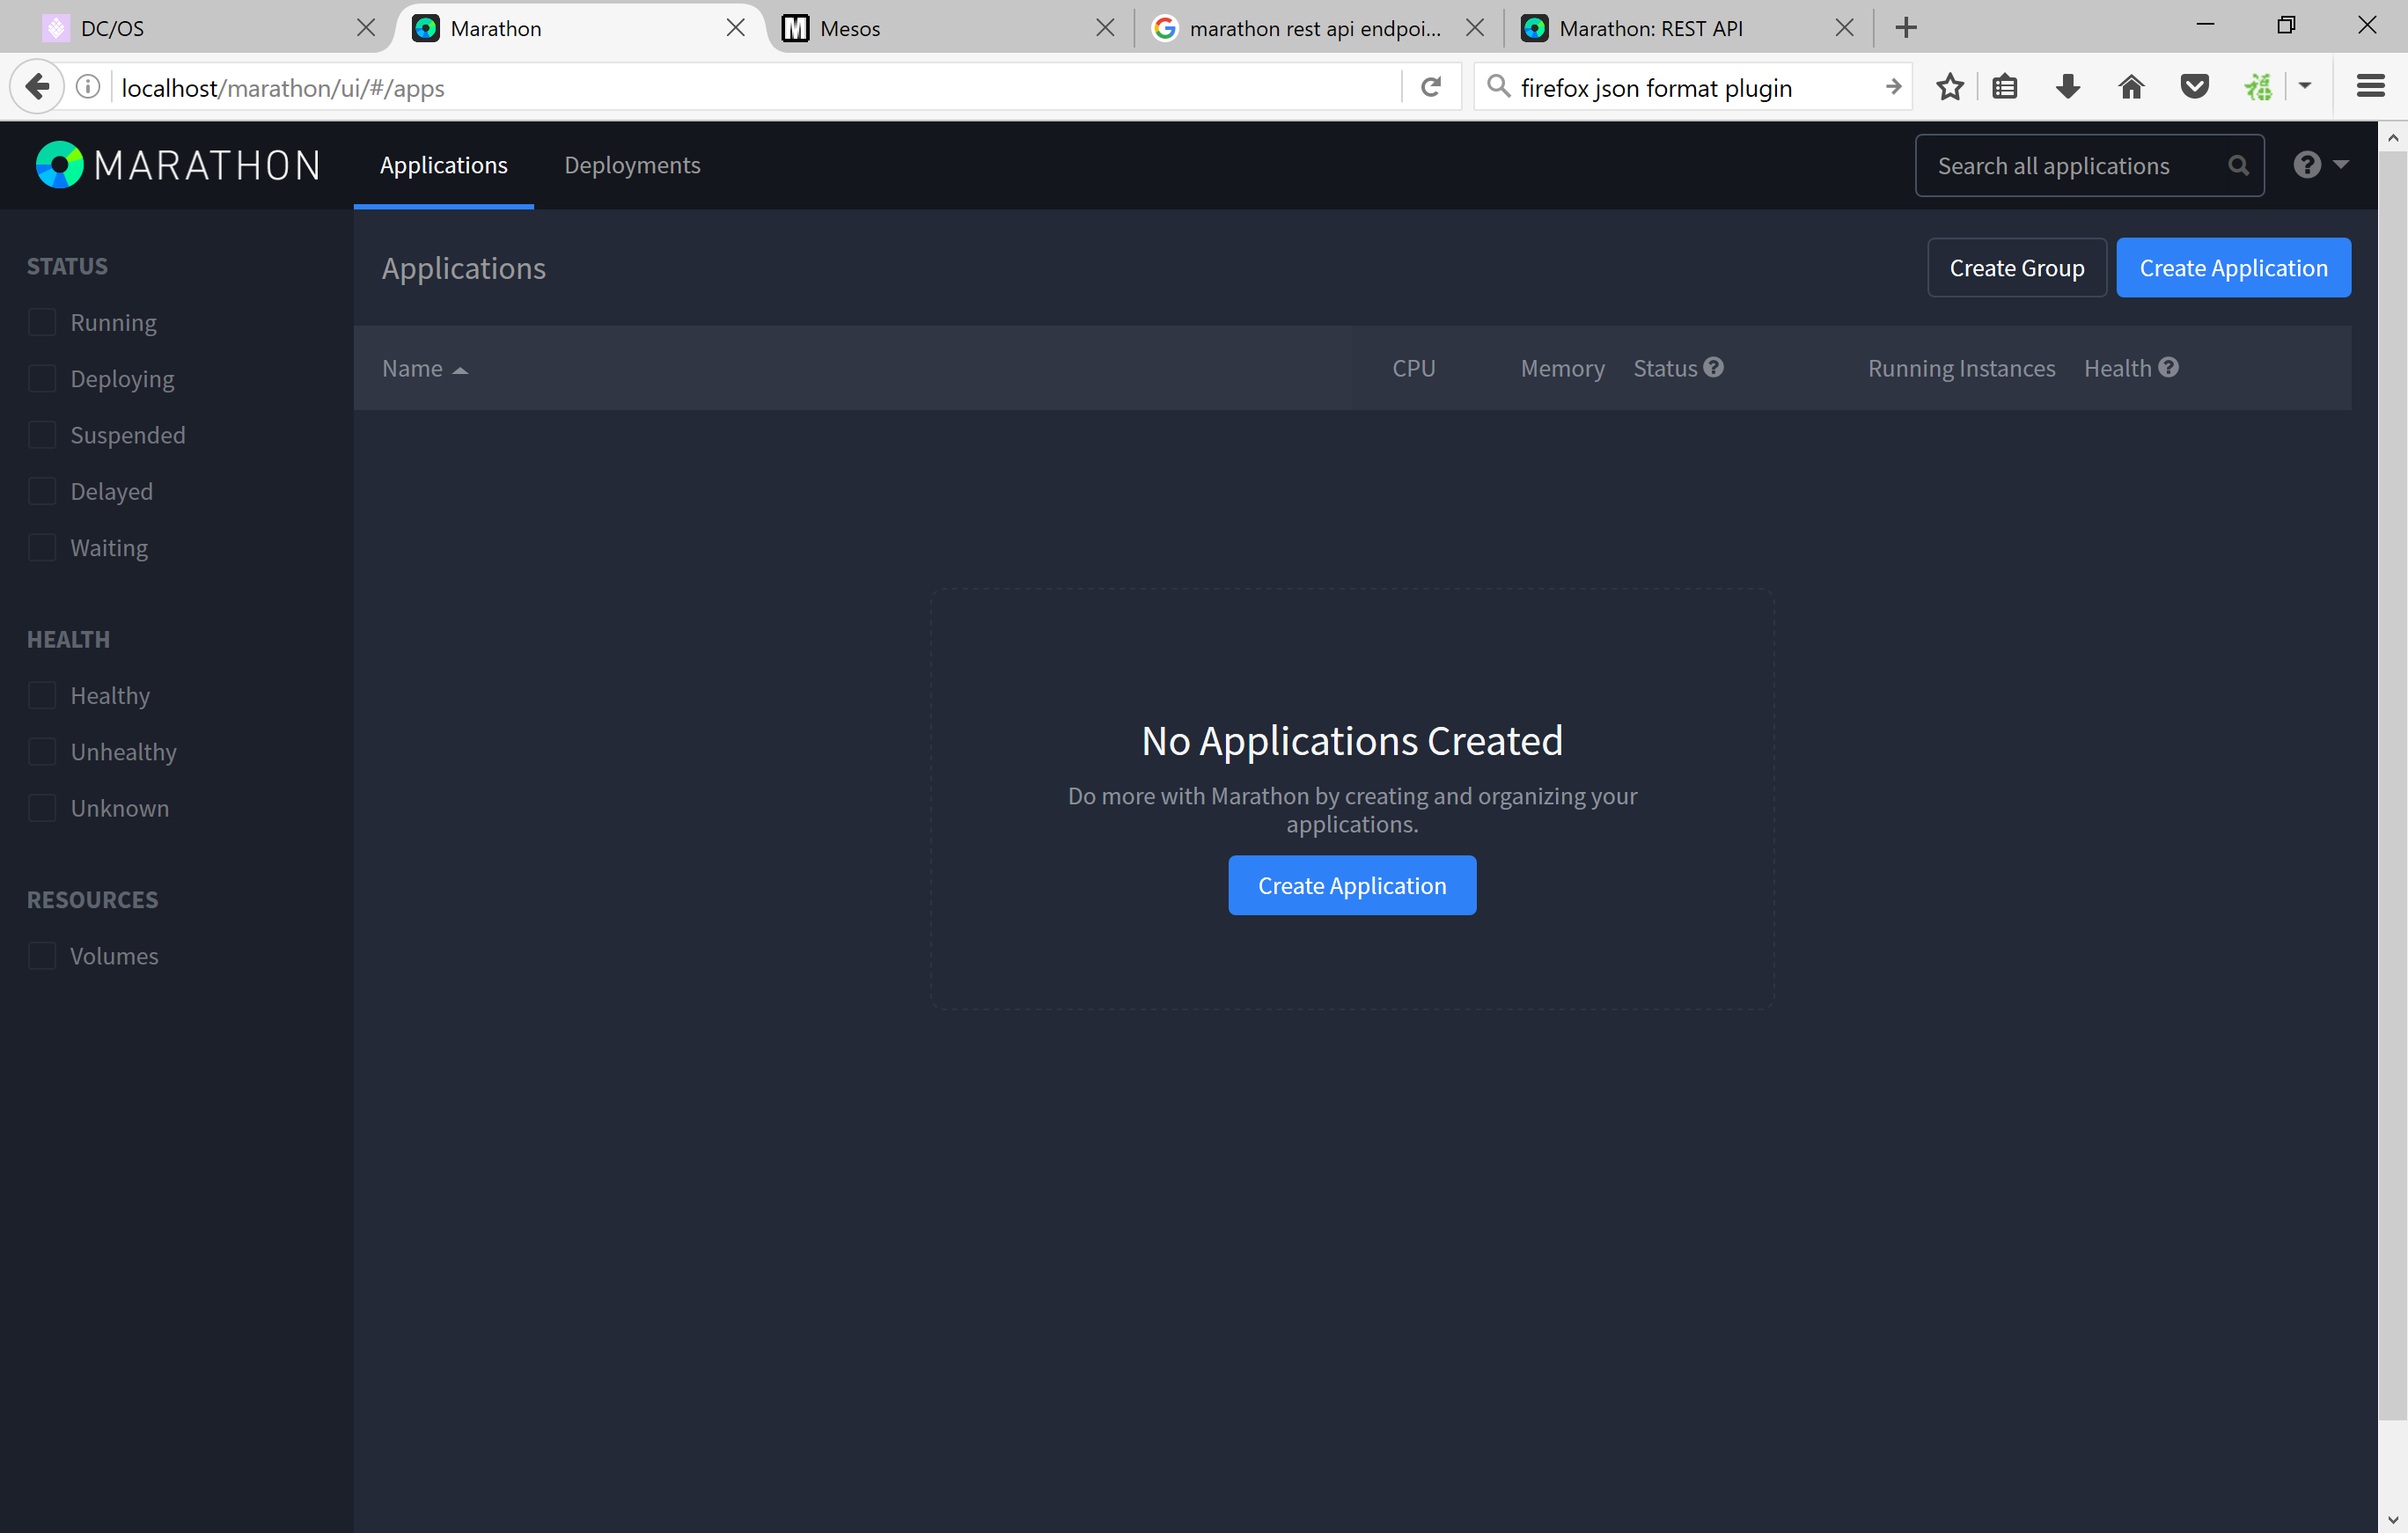 DC/OS
Marathon
Mesos
marathon rest api endpoi...
Marathon: REST API
localhost/marathon/ui/#/apps
firefox json format plugin
MARATHON
Applications
Deployments
Search all applications
STATUS
Running
Deploying
Suspended
Delayed
Waiting
HEALTH
Healthy
Unhealthy
Unknown
RESOURCES
Volumes
Applications
Create Group
Create Application
Name
CPU
Memory
Status
Running Instances
Health
No Applications Created
Do more with Marathon by creating and organizing your
applications.
Create Application